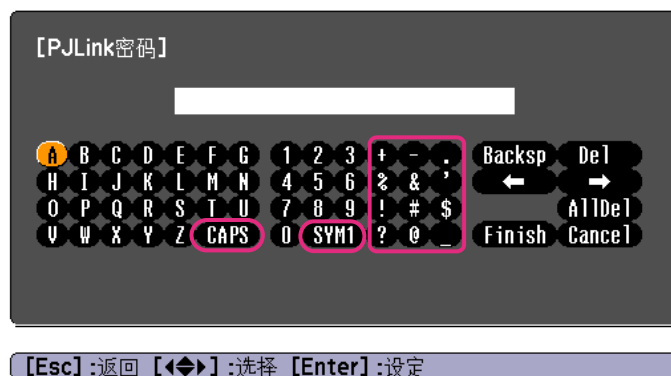 [PJLink密码]
A B C D E F G 1 2 3 + - . Backsp Del
H I J K L M N 4 5 6 % & ' ← →
O P Q R S T U 7 8 9 ! # $ AllDel
V W X Y Z CAPS 0 SYM1 ? @ _ Finish Cancel
[Esc] :返回 [◀◆▶] :选择 [Enter] :设定